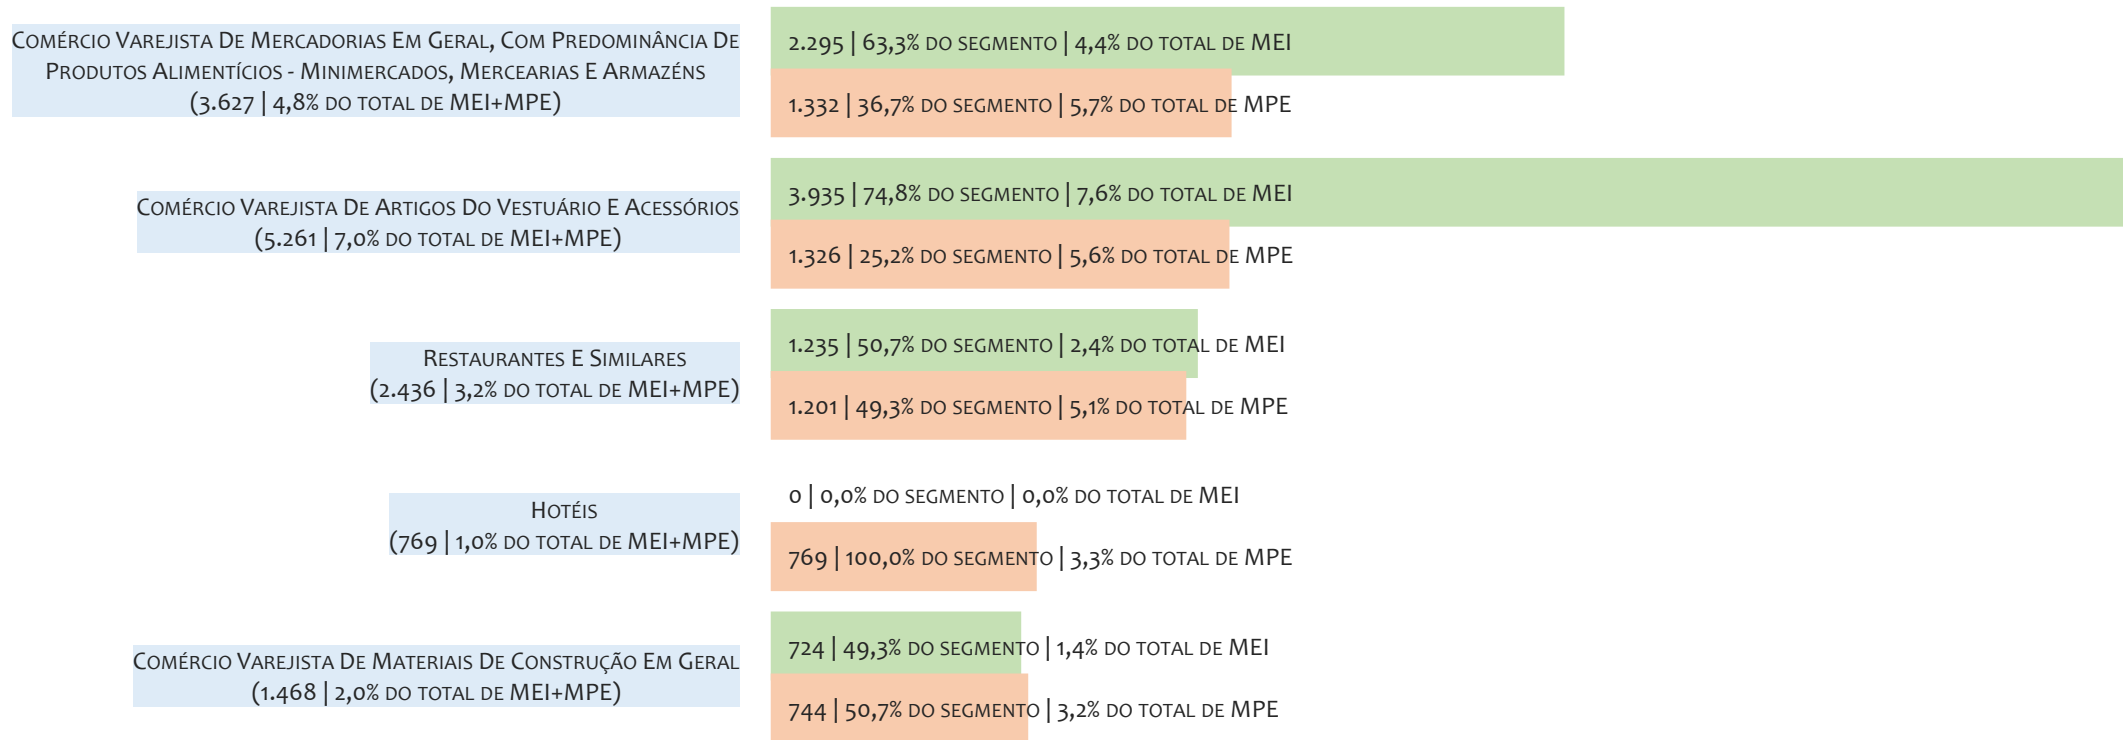 Comércio Varejista De Mercadorias Em Geral, Com Predominância De
Produtos Alimentícios - Minimercados, Mercearias E Armazéns
(3.627 | 4,8% do total de MEI+MPE)
2.295 | 63,3% do segmento | 4,4% do total de MEI
1.332 | 36,7% do segmento | 5,7% do total de MPE
Comércio Varejista De Artigos Do Vestuário E Acessórios
(5.261 | 7,0% do total de MEI+MPE)
3.935 | 74,8% do segmento | 7,6% do total de MEI
1.326 | 25,2% do segmento | 5,6% do total de MPE
Restaurantes E Similares
(2.436 | 3,2% do total de MEI+MPE)
1.235 | 50,7% do segmento | 2,4% do total de MEI
1.201 | 49,3% do segmento | 5,1% do total de MPE
Hotéis
(769 | 1,0% do total de MEI+MPE)
0 | 0,0% do segmento | 0,0% do total de MEI
769 | 100,0% do segmento | 3,3% do total de MPE
Comércio Varejista De Materiais De Construção Em Geral
(1.468 | 2,0% do total de MEI+MPE)
724 | 49,3% do segmento | 1,4% do total de MEI
744 | 50,7% do segmento | 3,2% do total de MPE